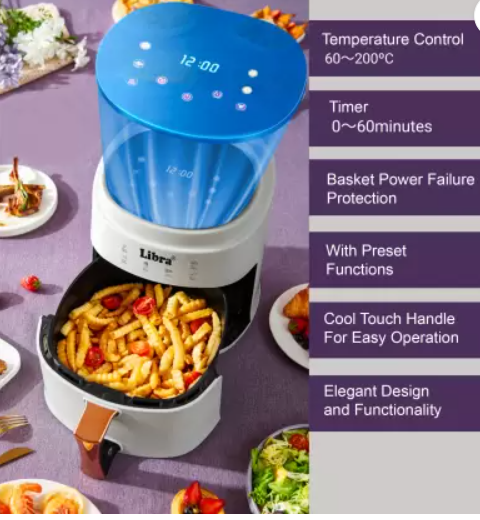 12:00
12:00
Libra
Temperature Control
60～200ºC
Timer
0～60minutes
Basket Power Failure
Protection
With Preset
Functions
Cool Touch Handle
For Easy Operation
Elegant Design
and Functionality